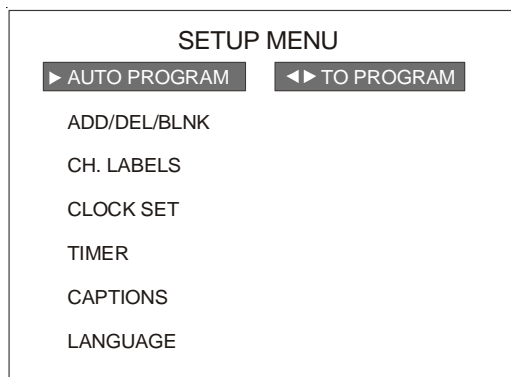 SETUP MENU
▶ AUTO PROGRAM ◀▶ TO PROGRAM
ADD/DEL/BLNK
CH. LABELS
CLOCK SET
TIMER
CAPTIONS
LANGUAGE